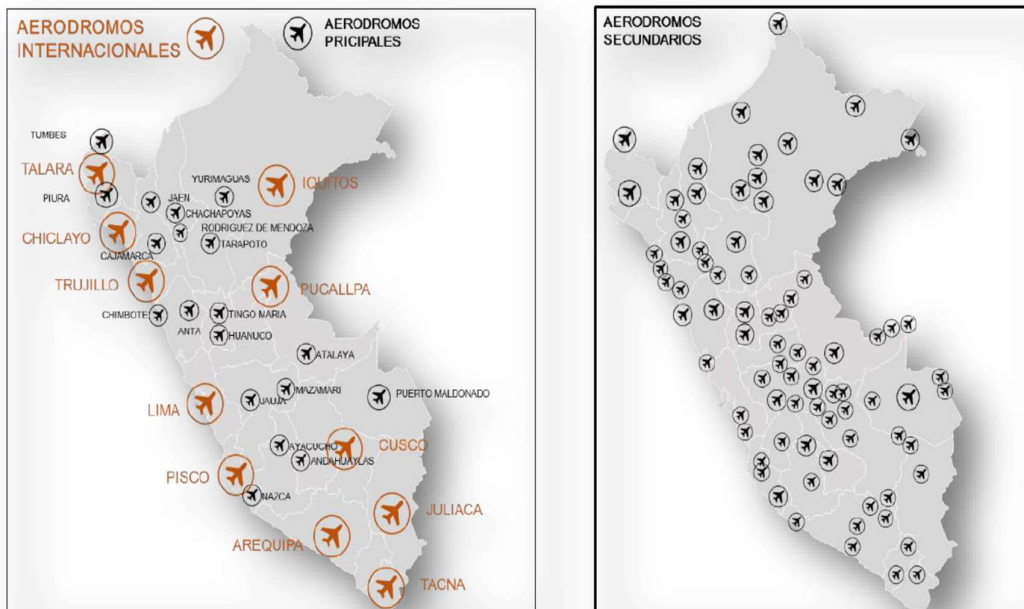 AERODROMOS
INTERNACIONALES
AERODROMOS
PRICIPALES
TUMBES
TALARA
PIURA
YURIMAGUAS
IQUITOS
JAEN
CHACHAPOYAS
CHICLAYO
RODRIGUEZ DE MENDOZA
CAJAMARCA
TARAPOTO
TRUJILLO
PUCALLPA
CHIMBOTE
ANTA
TINGO MARIA
HUANUCO
ATALAYA
MAZAMARI
PUERTO MALDONADO
LIMA
JAUJA
AYACUCHO
CUSCO
ANDAHUAYLAS
PISCO
NAZCA
JULIACA
AREQUIPA
TACNA
AERODROMOS
SECUNDARIOS